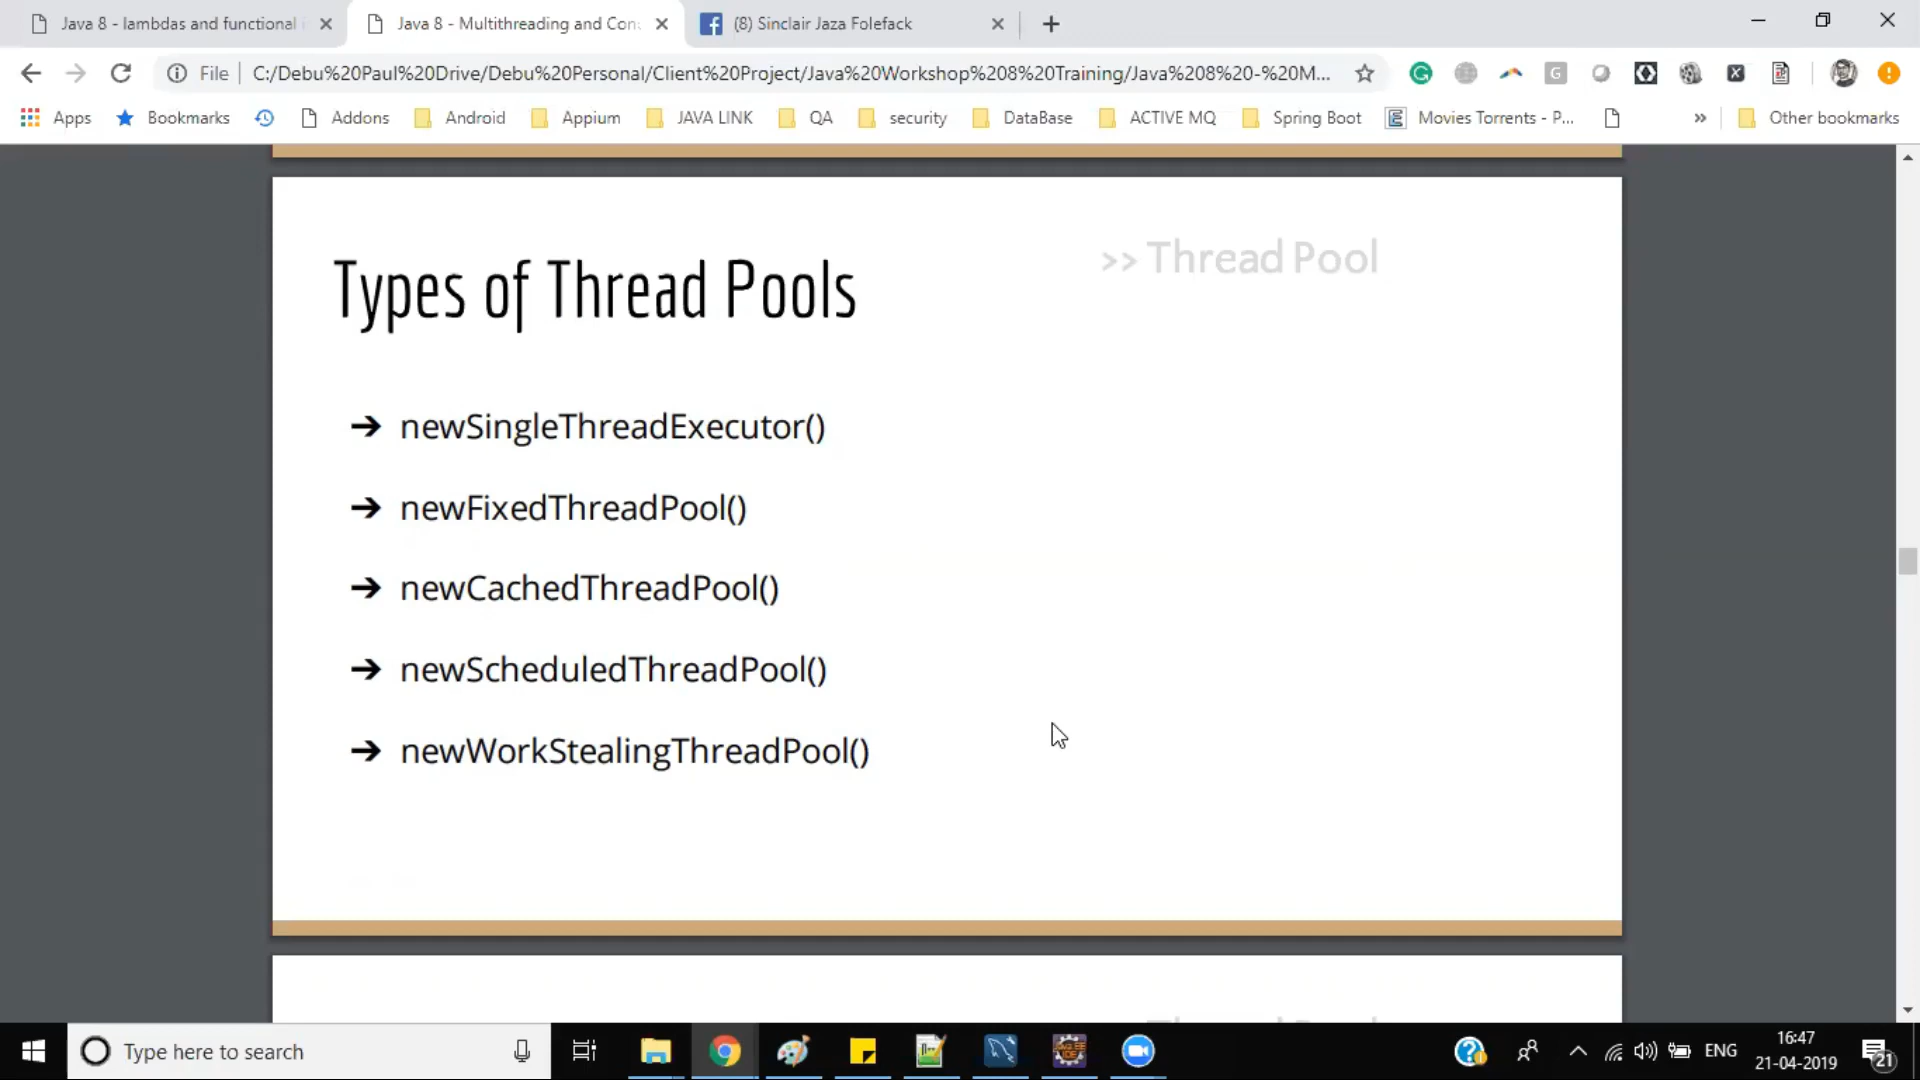 Java 8 - lambdas and functional
Java 8 - Multithreading and Con
(8) Sinclair Jaza Folefack
File
C:/Debu%20Paul%20Drive/Debu%20Personal/Client%20Project/Java%20Workshop%208%20Training/Java%208%20-%20M...
Apps
Bookmarks
Addons
Android
Appium
JAVA LINK
QA
security
DataBase
ACTIVE MQ
Spring Boot
Movies Torrents - P...
»
Other bookmarks
>> Thread Pool
Types of Thread Pools
➔ newSingleThreadExecutor()
➔ newFixedThreadPool()
➔ newCachedThreadPool()
➔ newScheduledThreadPool()
➔ newWorkStealingThreadPool()
Type here to search
ENG
16:47
21-04-2019
21